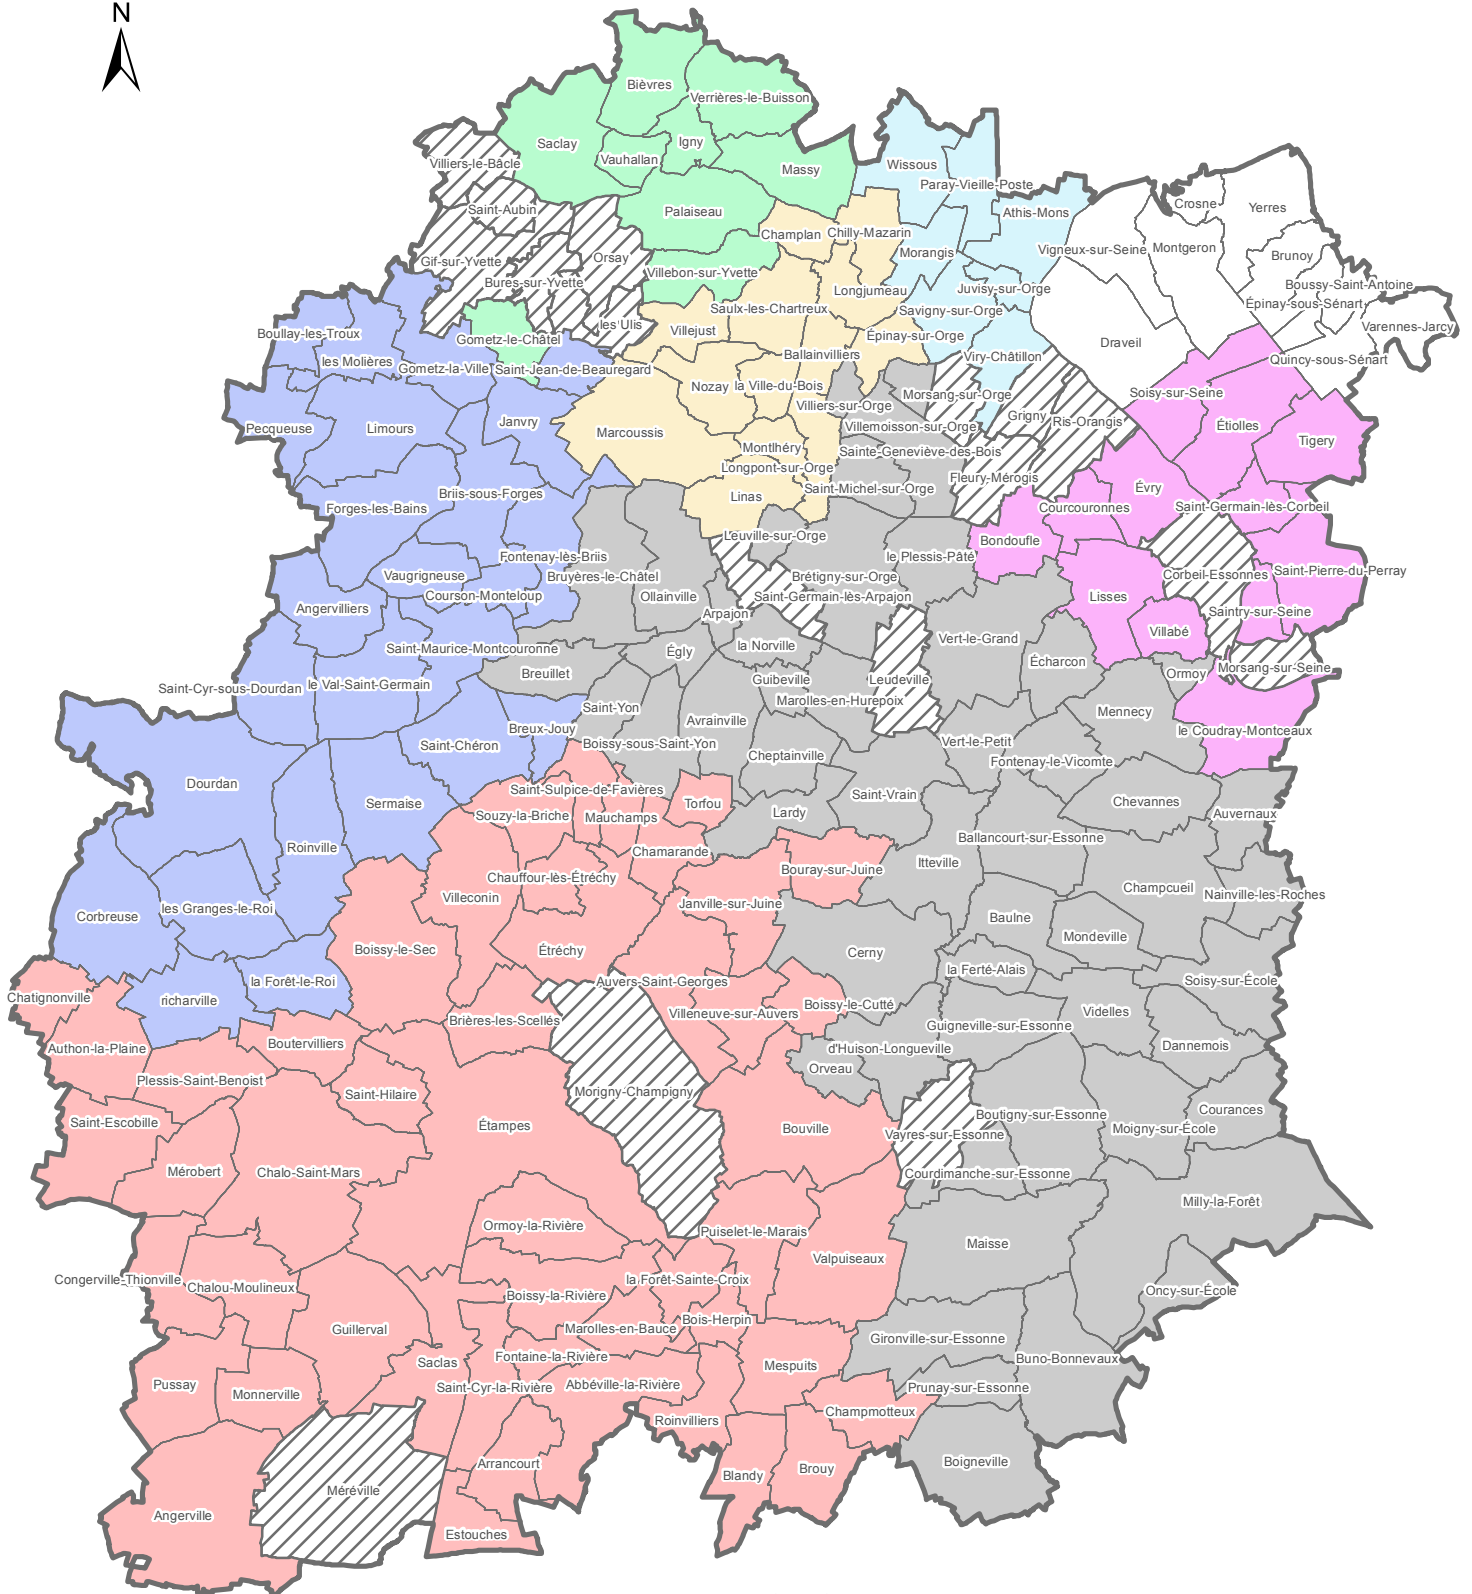 N
Bièvres
Verrières-le-Buisson
Saclay
Igny
Vauhallan
Massy
Villiers-le-Bâcle
Wissous
Paray-Vieille-Poste
Saint-Aubin
Palaiseau
Athis-Mons
Crosne
Yerres
Champlan
Chilly-Mazarin
Vigneux-sur-Seine
Montgeron
Gif-sur-Yvette
Orsay
Morangis
Brunoy
Bures-sur-Yvette
Villebon-sur-Yvette
Longjumeau
Juvisy-sur-Orge
Boussy-Saint-Antoine
Épinay-sous-Sénart
Saulx-les-Chartreux
Savigny-sur-Orge
Varennes-Jarcy
les Ulis
Villejust
Boullay-les-Troux
Gometz-le-Châtel
Épinay-sur-Orge
Draveil
les Molières
Ballainvilliers
Viry-Châtillon
Quincy-sous-Sénart
Gometz-la-Ville
Saint-Jean-de-Beauregard
Nozay
la Ville-du-Bois
Morsang-sur-Orge
Soisy-sur-Seine
Villiers-sur-Orge
Grigny
Ris-Orangis
Pecqueuse
Limours
Janvry
Marcoussis
Villemoisson-sur-Orge
Étiolles
Tigery
Montlhéry
Sainte-Geneviève-des-Bois
Longpont-sur-Orge
Fleury-Mérogis
Briis-sous-Forges
Linas
Saint-Michel-sur-Orge
Évry
Forges-les-Bains
Courcouronnes
Saint-Germain-lès-Corbeil
Leuville-sur-Orge
Bondoufle
Fontenay-lès-Briis
le Plessis-Pâté
Vaugrigneuse
Bruyères-le-Châtel
Brétigny-sur-Orge
Corbeil-Essonnes
Saint-Pierre-du-Perray
Courson-Monteloup
Ollainville
Saint-Germain-lès-Arpajon
Lisses
Angervilliers
Arpajon
Saintry-sur-Seine
Villabé
Saint-Maurice-Montcouronne
Égly
la Norville
Vert-le-Grand
Écharcon
Breuillet
Guibeville
Leudeville
Ormoy
Morsang-sur-Seine
Saint-Cyr-sous-Dourdan
le Val-Saint-Germain
Saint-Yon
Marolles-en-Hurepoix
Avrainville
Mennecy
Breux-Jouy
le Coudray-Montceaux
Saint-Chéron
Boissy-sous-Saint-Yon
Cheptainville
Vert-le-Petit
Fontenay-le-Vicomte
Dourdan
Saint-Sulpice-de-Favières
Saint-Vrain
Sermaise
Torfou
Chevannes
Souzy-la-Briche
Mauchamps
Lardy
Auvernaux
Roinville
Chamarande
Ballancourt-sur-Essonne
Itteville
Bouray-sur-Juine
Chauffour-lès-Étréchy
Villeconin
Champcueil
Nainville-les-Roches
Corbreuse
les Granges-le-Roi
Janville-sur-Juine
Baulne
Mondeville
Boissy-le-Sec
Étréchy
Cerny
la Ferté-Alais
la Forêt-le-Roi
Auvers-Saint-Georges
Soisy-sur-École
Chatignonville
richarville
Boissy-le-Cutté
Brières-les-Scellés
Villeneuve-sur-Auvers
Videlles
Guigneville-sur-Essonne
Authon-la-Plaine
Boutervilliers
d'Huison-Longueville
Dannemois
Orveau
Plessis-Saint-Benoist
Saint-Hilaire
Morigny-Champigny
Saint-Escobille
Étampes
Bouville
Vayres-sur-Essonne
Boutigny-sur-Essonne
Moigny-sur-École
Courances
Mérobert
Chalo-Saint-Mars
Courdimanche-sur-Essonne
Milly-la-Forêt
Ormoy-la-Rivière
Puiselet-le-Marais
Valpuiseaux
Maisse
Congerville-Thionville
Chalou-Moulineux
la Forêt-Sainte-Croix
Boissy-la-Rivière
Oncy-sur-École
Guillerval
Marolles-en-Bauce
Bois-Herpin
Gironville-sur-Essonne
Saclas
Fontaine-la-Rivière
Mespuits
Buno-Bonnevaux
Pussay
Monnerville
Saint-Cyr-la-Rivière
Abbéville-la-Rivière
Prunay-sur-Essonne
Roinvilliers
Champmotteux
Arrancourt
Blandy
Brouy
Boigneville
Méréville
Angerville
Estouches